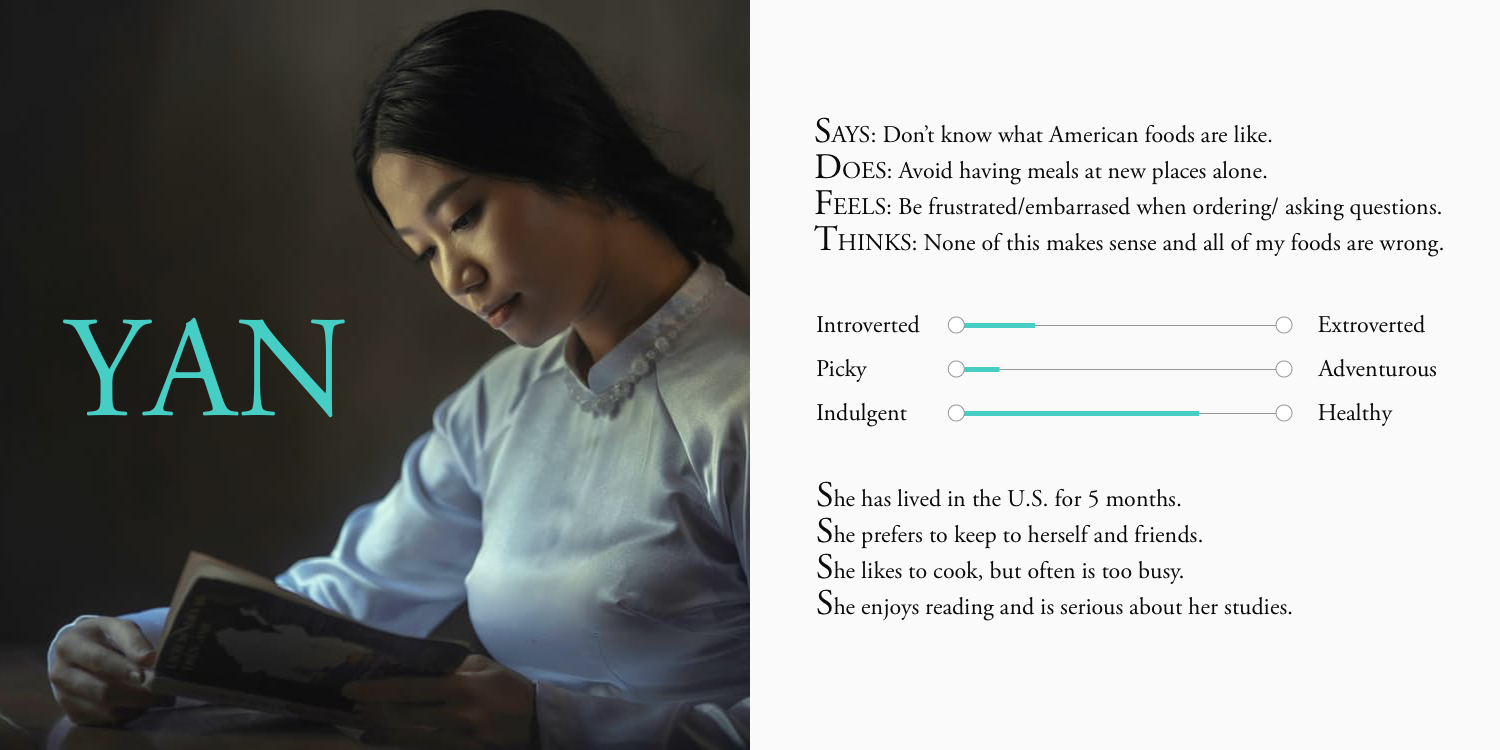 YAN
SAYS: Don't know what American foods are like.
DOES: Avoid having meals at new places alone.
FEELS: Be frustrated/embarrased when ordering/ asking questions.
THINKS: None of this makes sense and all of my foods are wrong.
Introverted Extroverted
Picky Adventurous
Indulgent Healthy
She has lived in the U.S. for 5 months.
She prefers to keep to herself and friends.
She likes to cook, but often is too busy.
She enjoys reading and is serious about her studies.